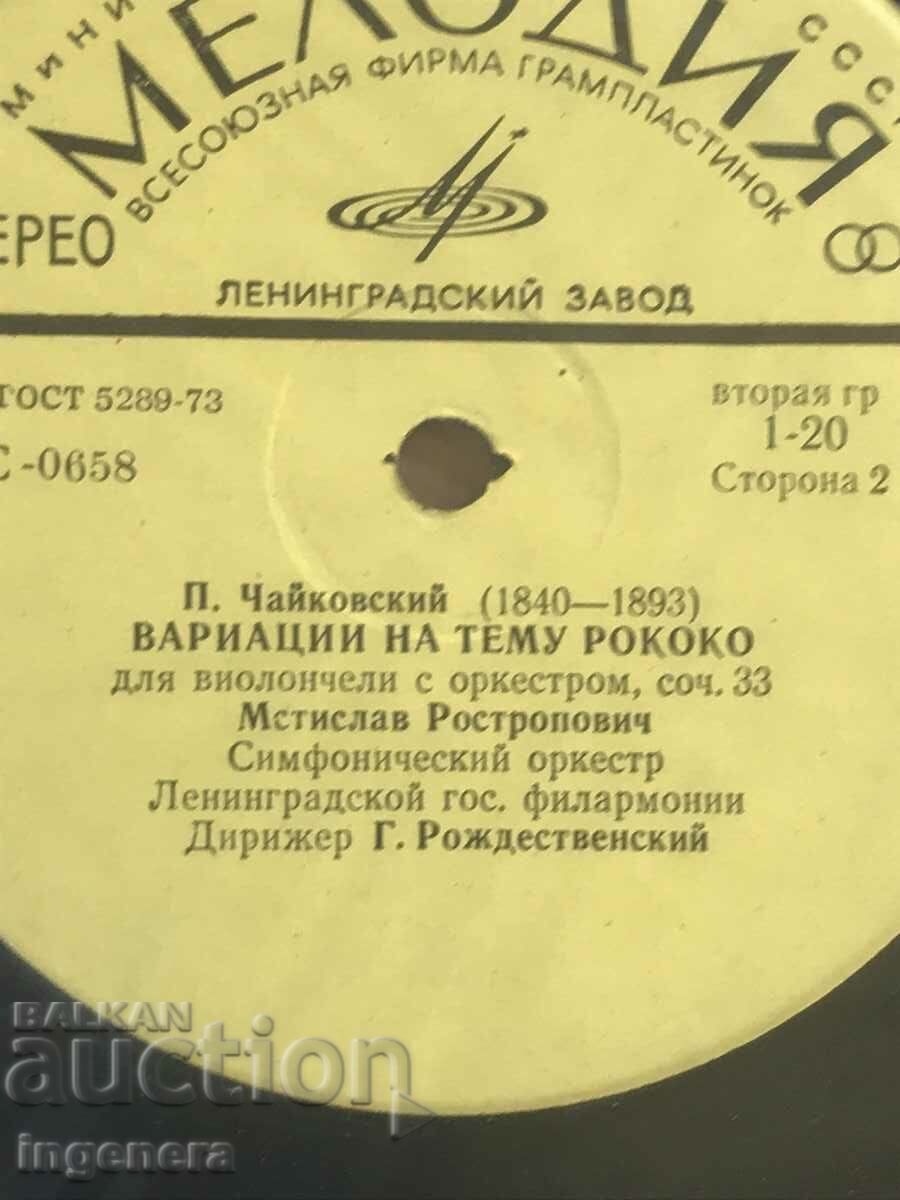 МЕЛОДИЯ
СССР
ВСЕСОЮЗНАЯ ФИРМА ГРАМПЛАСТИНОК
ЕРЕО
ЛЕНИНГРАДСКИЙ ЗАВОД
ГОСТ 5289-73
вторая гр
С-0658
1-20
Сторона 2
П. Чайковский (1840—1893)
ВАРИАЦИИ НА ТЕМУ РОКОКО
для виолончели с оркестром, соч. 33
Мстислав Ростропович
Симфонический оркестр
Ленинградской гос. филармонии
Дирижер Г. Рождественский
BALKAN
auction
ingenera